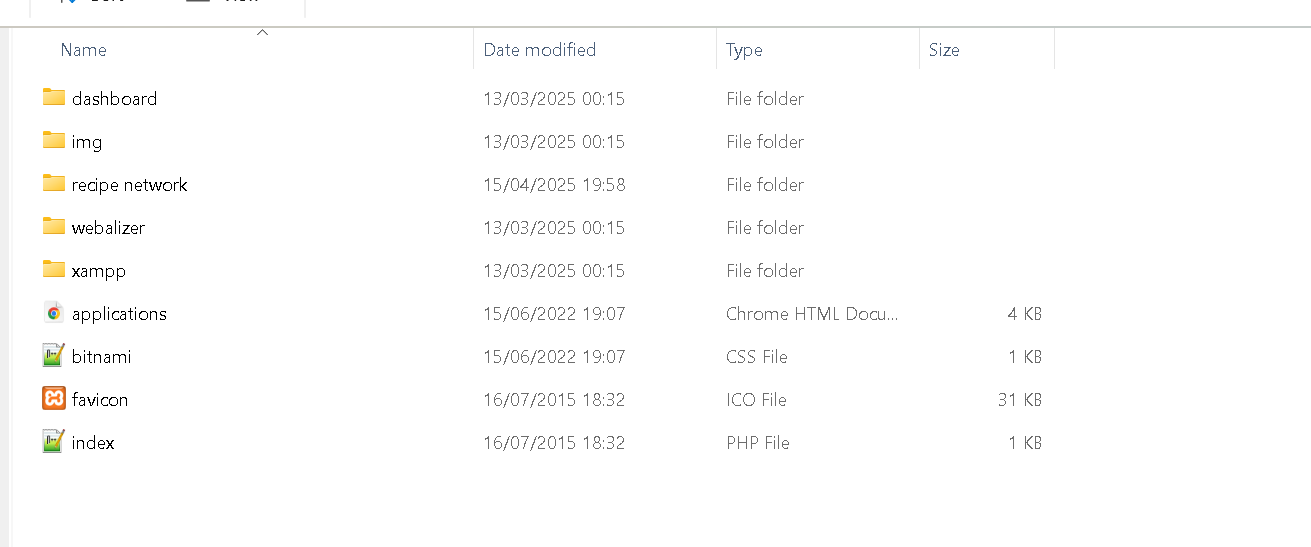 Name Date modified Type Size
dashboard 13/03/2025 00:15 File folder
img 13/03/2025 00:15 File folder
recipe network 15/04/2025 19:58 File folder
webalizer 13/03/2025 00:15 File folder
xampp 13/03/2025 00:15 File folder
applications 15/06/2022 19:07 Chrome HTML Docu... 4 KB
bitnami 15/06/2022 19:07 CSS File 1 KB
favicon 16/07/2015 18:32 ICO File 31 KB
index 16/07/2015 18:32 PHP File 1 KB